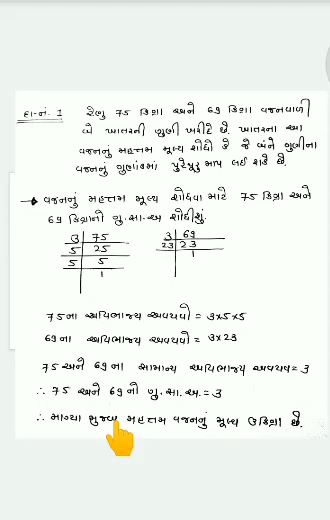 દા.નં. 1 રેણુ 75 કિગ્રા અને 69 કિગ્રા વજનવાળી
બે ખાતરની ગુણી ખરીદે છે. ખાતરના આ
વજનનું મહત્તમ મૂલ્ય શોધો કે જે બંને ગુણીના
વજનનું ગુણાંકમાં પુરેપુરું માપ લઈ શકે છે.
→ વજનનું મહત્તમ મૂલ્ય શોધવા માટે 75 કિગ્રા અને
69 કિગ્રાનો ગુ.સા.અ શોધીશું.
3 75 3 69
5 25 23 23
5 5 1
1
75ના અવિભાજ્ય અવયવો = 3×5×5
69ના અવિભાજ્ય અવયવો = 3×23
75 અને 69 ના સામાન્ય અવિભાજ્ય અવયવ = 3
∴ 75 અને 69નો ગુ.સા.અ. = 3
∴ માગ્યા મુજબ મહત્તમ વજનનું મૂલ્ય 3 કિગ્રા છે.